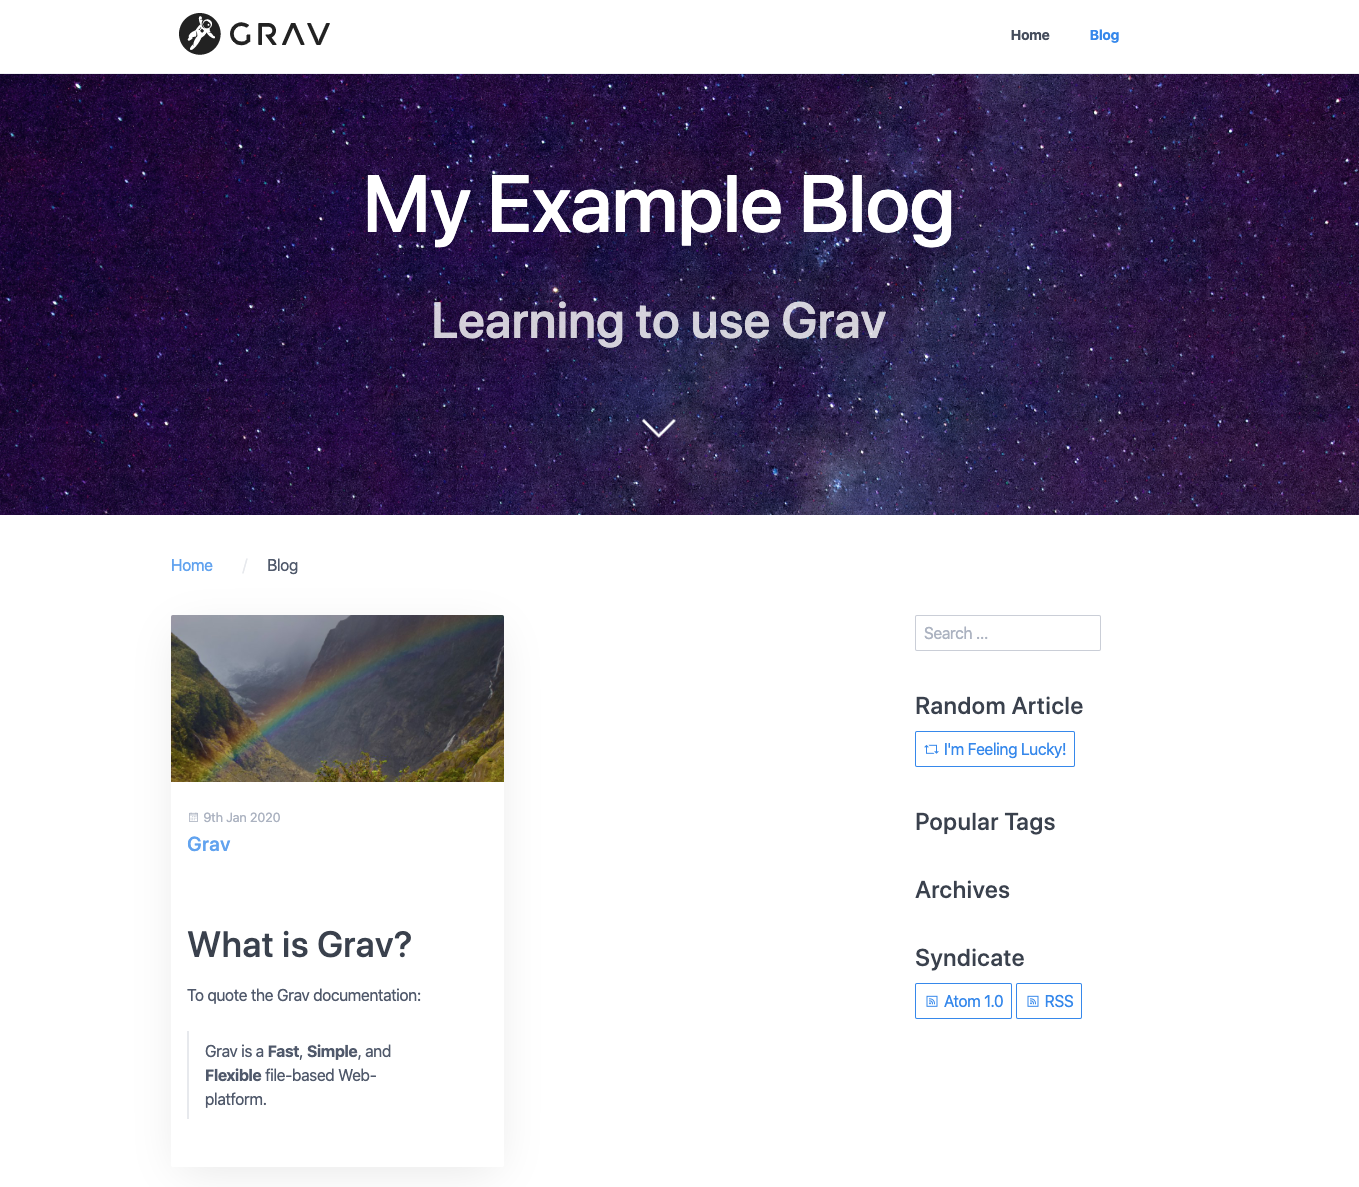 GRAV
Home Blog
My Example Blog
Learning to use Grav
Home / Blog
Search ...
Random Article
I'm Feeling Lucky!
Popular Tags
Archives
Syndicate
Atom 1.0 RSS
9th Jan 2020
Grav
What is Grav?
To quote the Grav documentation:
Grav is a Fast, Simple, and
Flexible file-based Web-
platform.